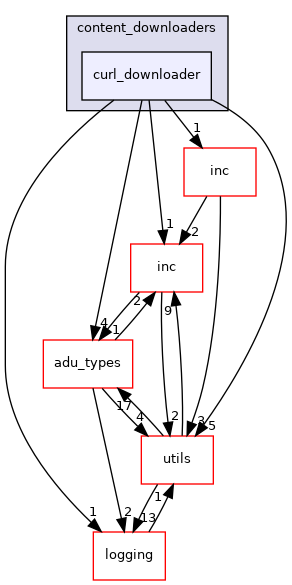 content_downloaders
curl_downloader
1
inc
1
2
inc
4
1
2
9
adu_types
17
4
2
3
5
utils
1
2
13
1
logging